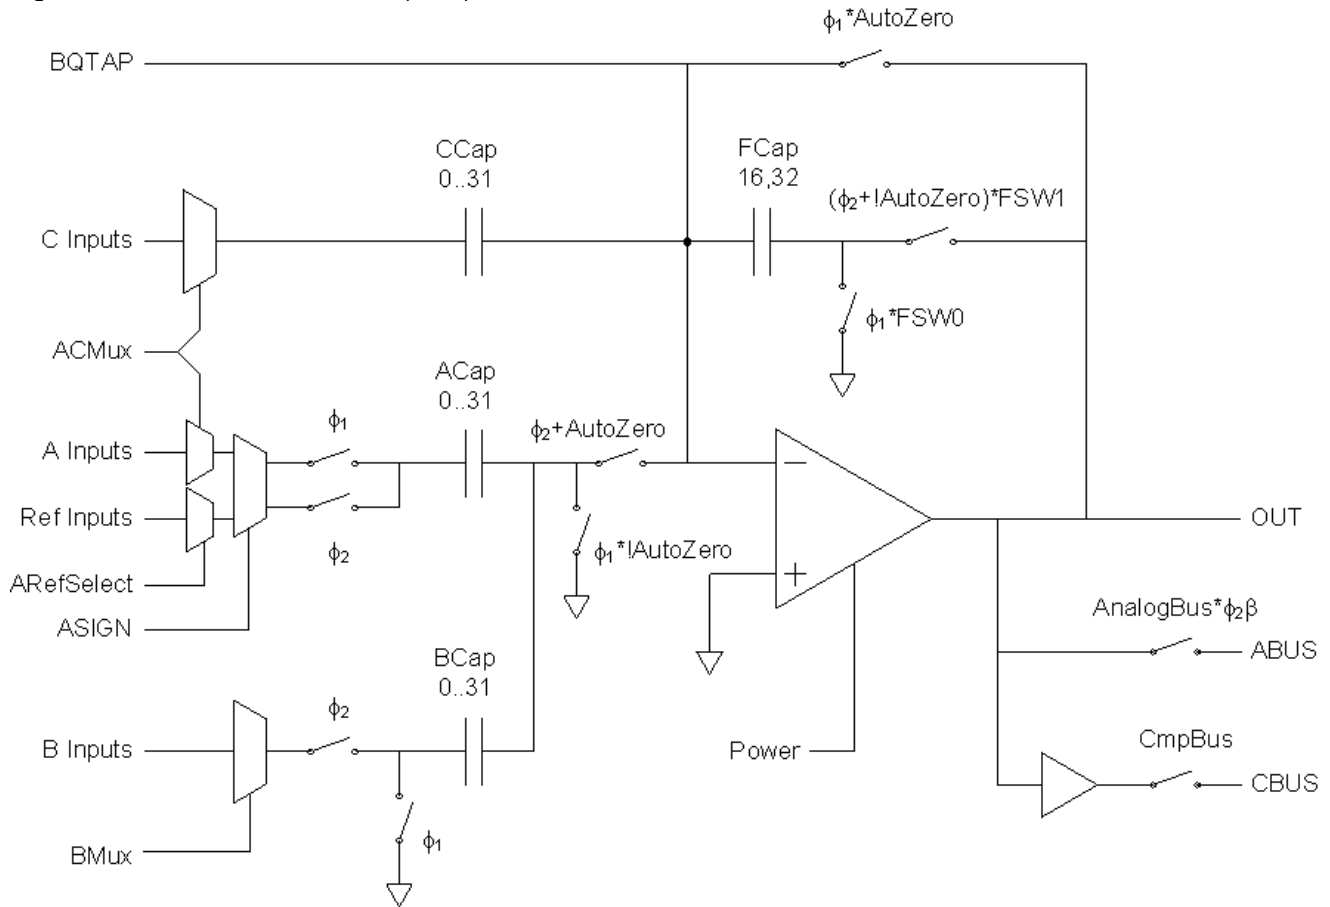 ϕ₁*AutoZero
BQTAP
CCap
0..31
FCap
16,32
(ϕ₂+!AutoZero)*FSW1
C Inputs
ϕ₁*FSW0
ACMux
ACap
0..31
ϕ₁
ϕ₂+AutoZero
A Inputs
−
Ref Inputs
OUT
ϕ₂
ϕ₁*!AutoZero
+
ARefSelect
AnalogBus*ϕ₂β
ASIGN
ABUS
BCap
0..31
ϕ₂
B Inputs
Power
CmpBus
CBUS
ϕ₁
BMux